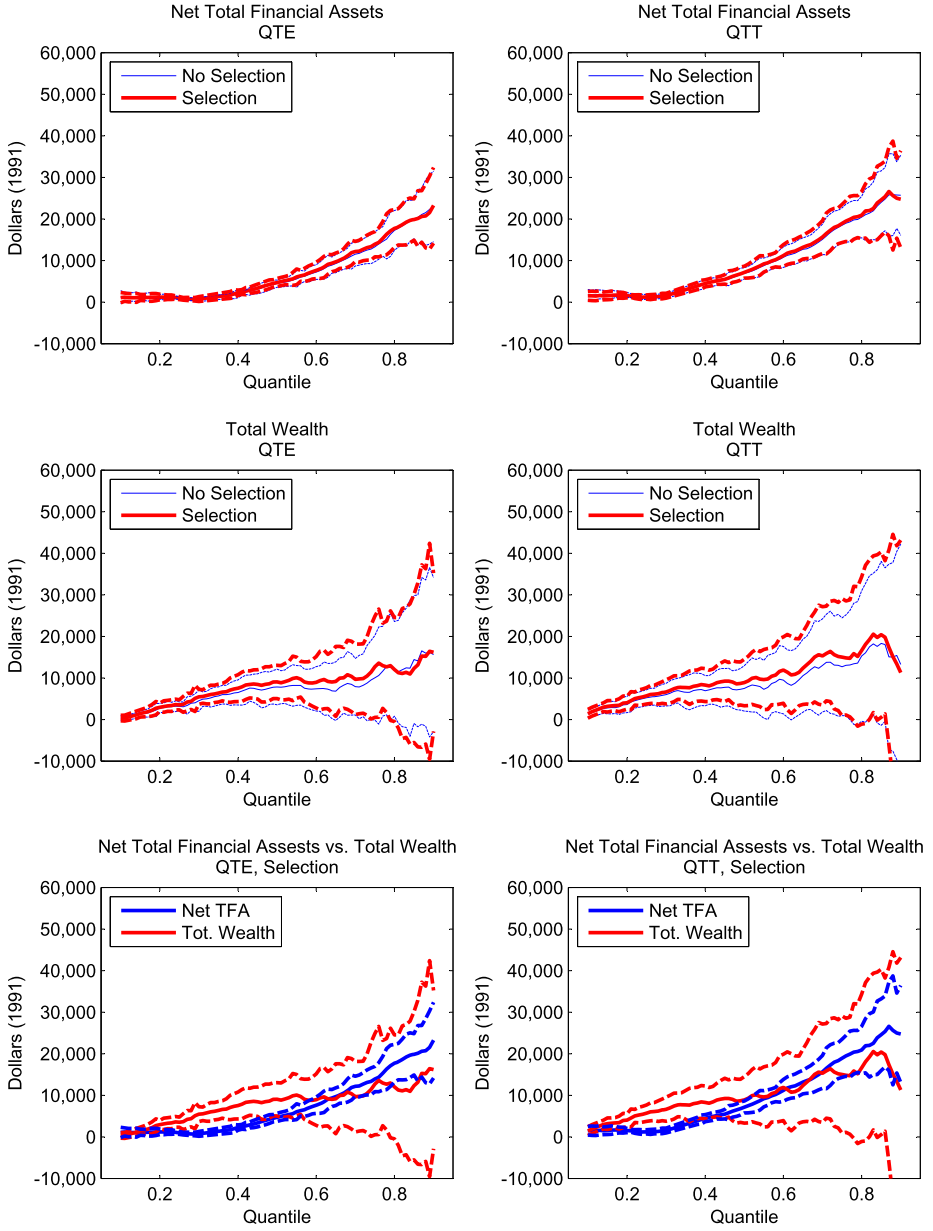 Net Total Financial Assets
QTE
60,000
50,000
40,000
30,000
20,000
10,000
0
-10,000
Dollars (1991)
No Selection
Selection
0.2
0.4
0.6
0.8
Quantile
Net Total Financial Assets
QTT
60,000
50,000
40,000
30,000
20,000
10,000
0
-10,000
Dollars (1991)
No Selection
Selection
0.2
0.4
0.6
0.8
Quantile
Total Wealth
QTE
60,000
50,000
40,000
30,000
20,000
10,000
0
-10,000
Dollars (1991)
No Selection
Selection
0.2
0.4
0.6
0.8
Quantile
Total Wealth
QTT
60,000
50,000
40,000
30,000
20,000
10,000
0
-10,000
Dollars (1991)
No Selection
Selection
0.2
0.4
0.6
0.8
Quantile
Net Total Financial Assests vs. Total Wealth
QTE, Selection
60,000
50,000
40,000
30,000
20,000
10,000
0
-10,000
Dollars (1991)
Net TFA
Tot. Wealth
0.2
0.4
0.6
0.8
Quantile
Net Total Financial Assests vs. Total Wealth
QTT, Selection
60,000
50,000
40,000
30,000
20,000
10,000
0
-10,000
Dollars (1991)
Net TFA
Tot. Wealth
0.2
0.4
0.6
0.8
Quantile